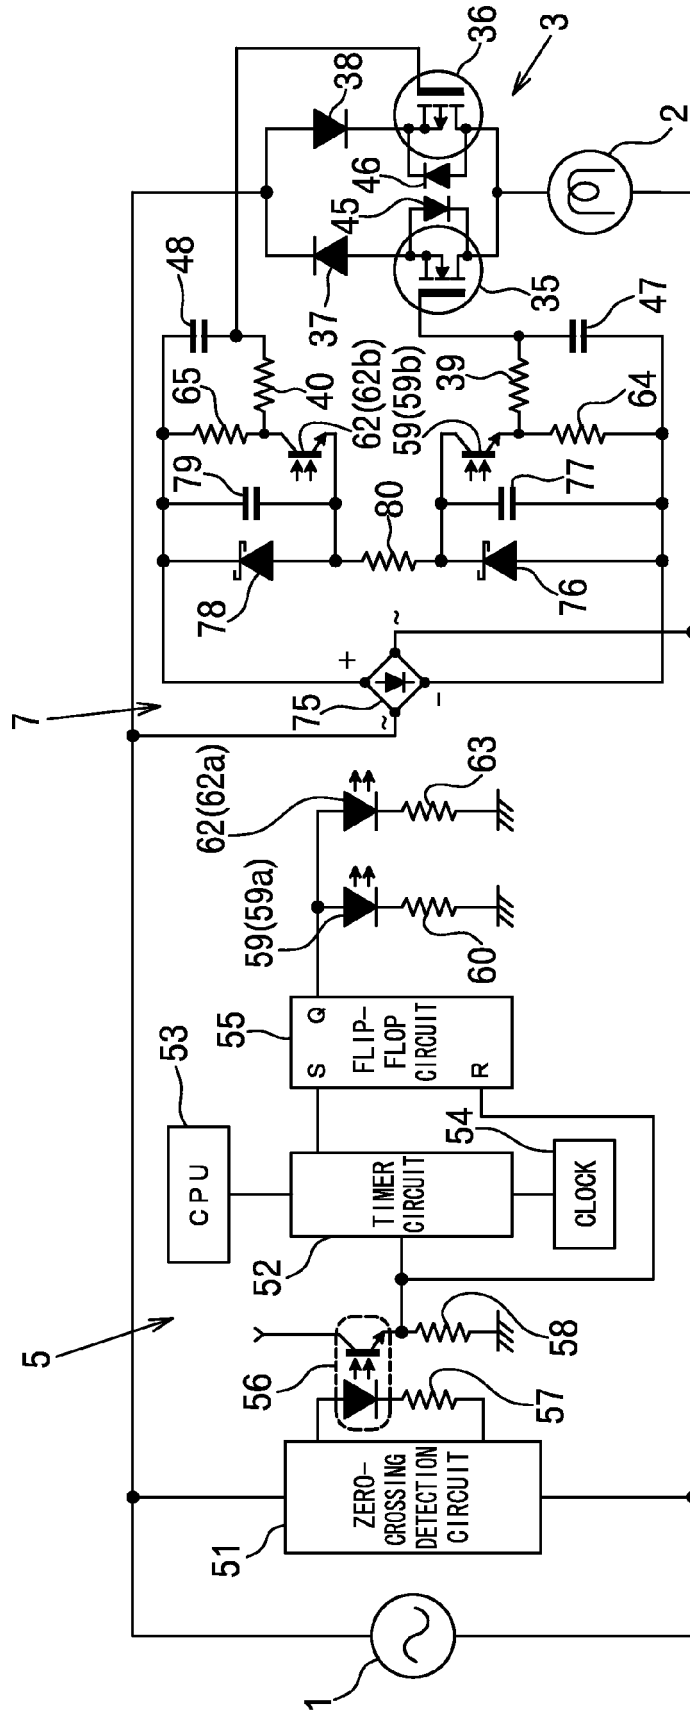 1
5
51
ZERO-
CROSSING
DETECTION
CIRCUIT
56
57
58
52
TIMER
CIRCUIT
53
CPU
54
CLOCK
55
S
Q
FLIP-
FLOP
CIRCUIT
R
59(59a)
60
62(62a)
63
7
75
+
-
~
~
78
79
65
48
40
62(62b)
80
59(59b)
39
76
77
64
47
37
38
45
46
35
36
3
2